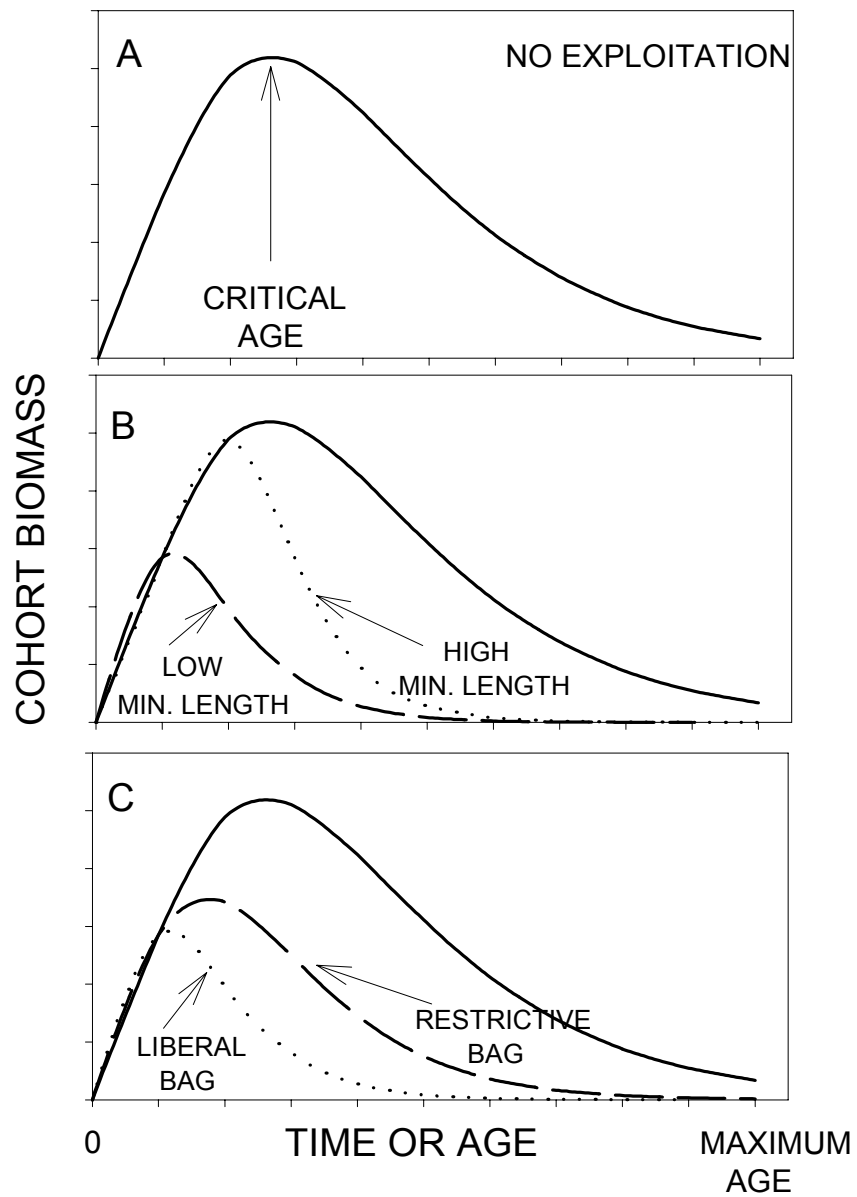 A
NO EXPLOITATION
CRITICAL
AGE
COHORT BIOMASS
B
LOW
MIN. LENGTH
HIGH
MIN. LENGTH
C
LIBERAL
BAG
RESTRICTIVE
BAG
0
TIME OR AGE
MAXIMUM
AGE